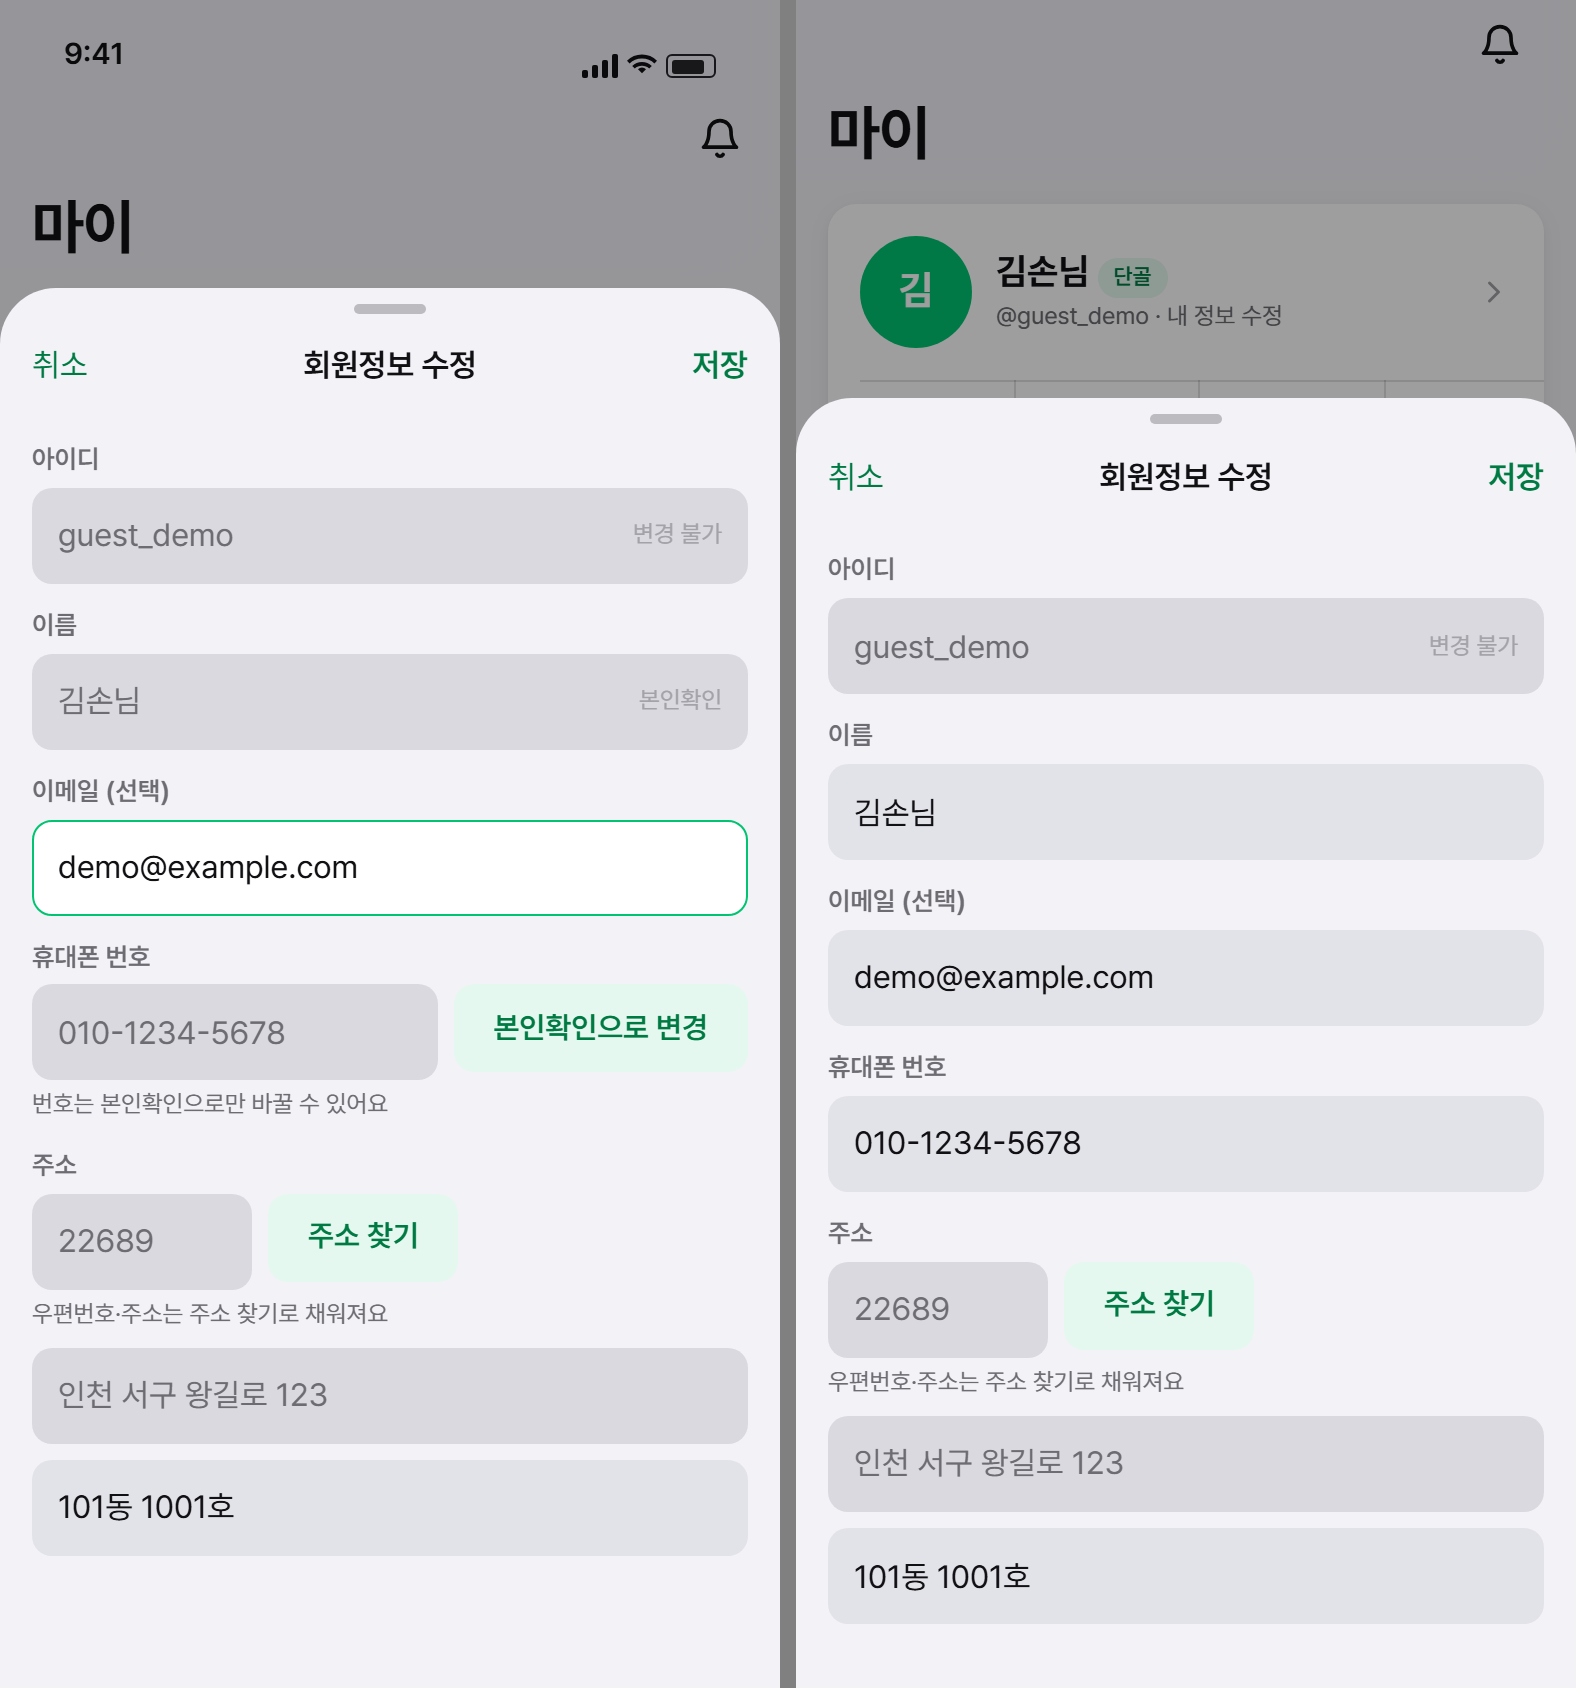 9:41
마이
취소 회원정보 수정 저장
아이디
guest_demo 변경 불가
이름
김손님 본인확인
이메일 (선택)
demo@example.com
휴대폰 번호
010-1234-5678 본인확인으로 변경
번호는 본인확인으로만 바꿀 수 있어요
주소
22689 주소 찾기
우편번호·주소는 주소 찾기로 채워져요
인천 서구 왕길로 123
101동 1001호
마이
김 김손님 단골
@guest_demo · 내 정보 수정
취소 회원정보 수정 저장
아이디
guest_demo 변경 불가
이름
김손님
이메일 (선택)
demo@example.com
휴대폰 번호
010-1234-5678
주소
22689 주소 찾기
우편번호·주소는 주소 찾기로 채워져요
인천 서구 왕길로 123
101동 1001호